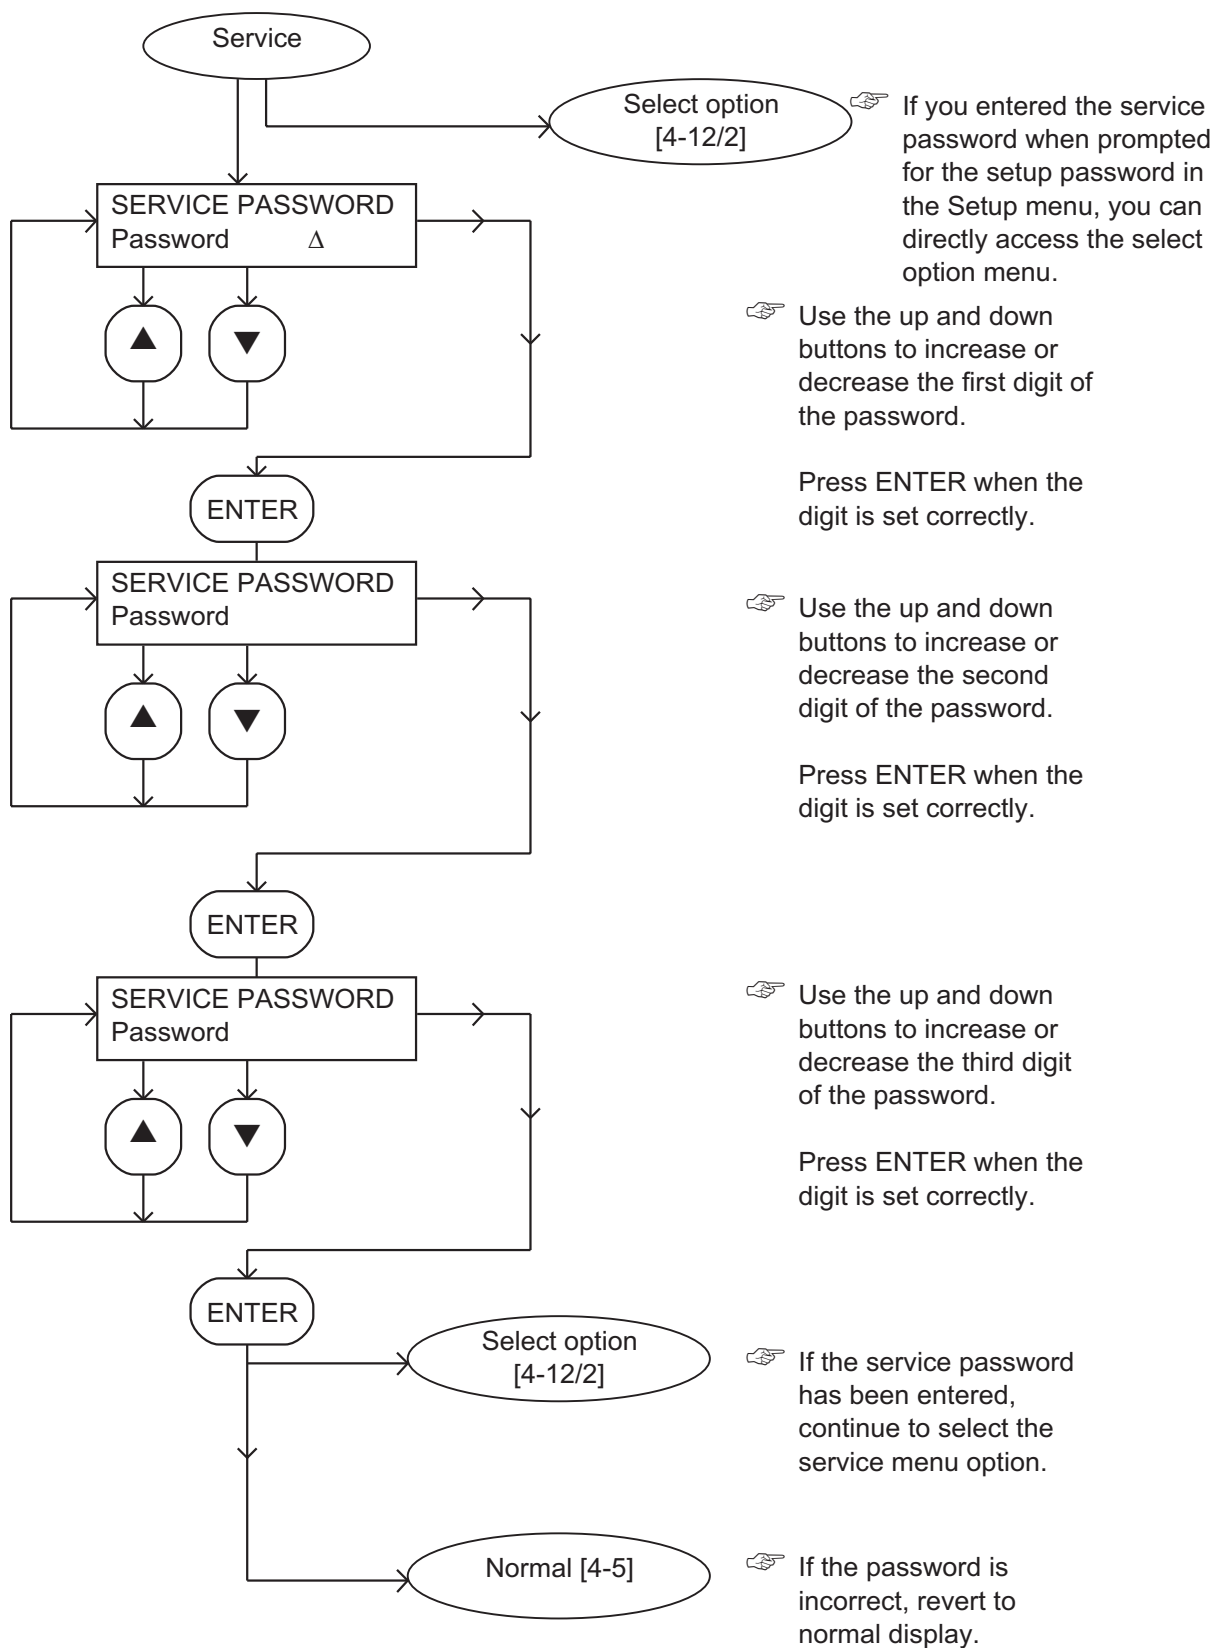 Service
Select option
[4-12/2]
☞ If you entered the service
password when prompted
for the setup password in
the Setup menu, you can
directly access the select
option menu.
SERVICE PASSWORD
Password Δ
▲ ▼
☞ Use the up and down
buttons to increase or
decrease the first digit of
the password.
Press ENTER when the
digit is set correctly.
ENTER
SERVICE PASSWORD
Password
▲ ▼
☞ Use the up and down
buttons to increase or
decrease the second
digit of the password.
Press ENTER when the
digit is set correctly.
ENTER
SERVICE PASSWORD
Password
▲ ▼
☞ Use the up and down
buttons to increase or
decrease the third digit
of the password.
Press ENTER when the
digit is set correctly.
ENTER
Select option
[4-12/2]
☞ If the service password
has been entered,
continue to select the
service menu option.
Normal [4-5]
☞ If the password is
incorrect, revert to
normal display.